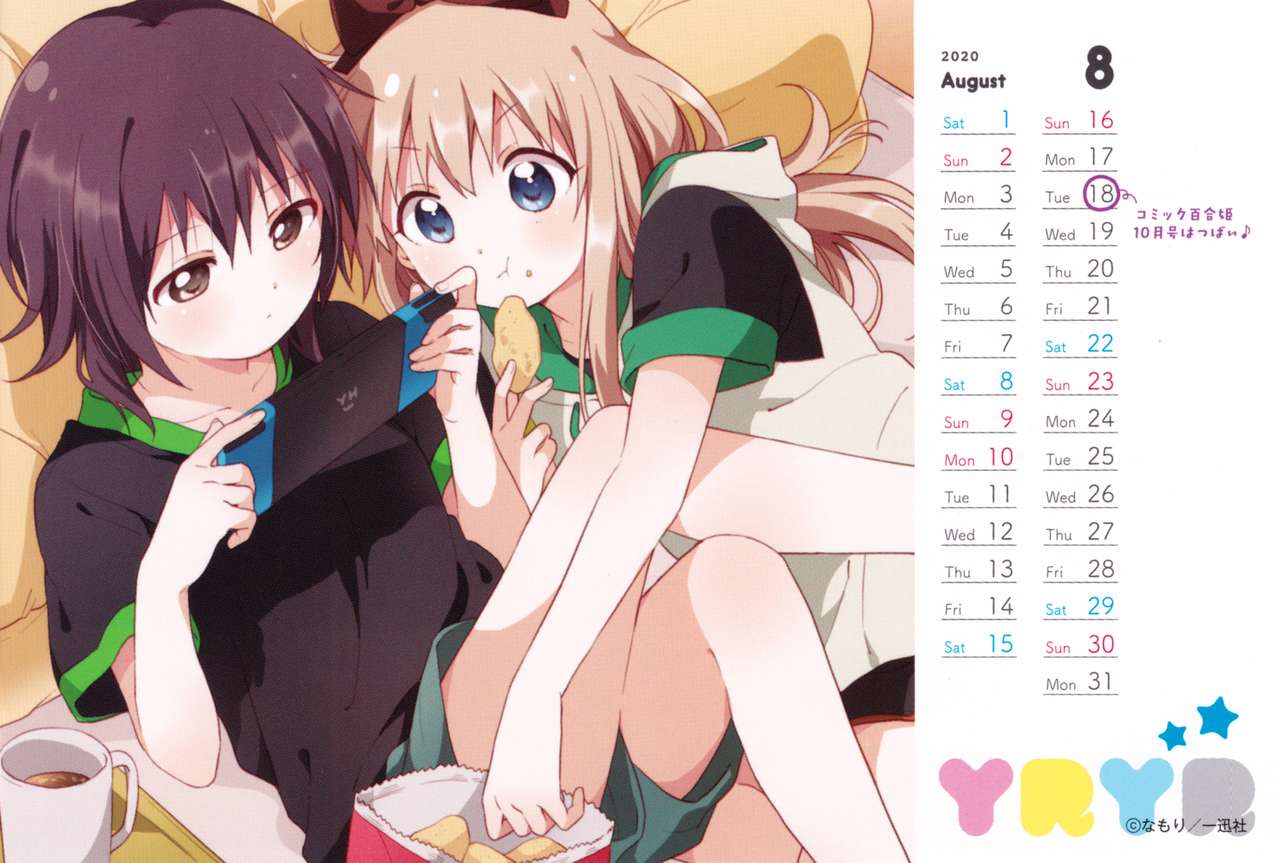 YH
2020
August 8
Sat 1
Sun 2
Mon 3
Tue 4
Wed 5
Thu 6
Fri 7
Sat 8
Sun 9
Mon 10
Tue 11
Wed 12
Thu 13
Fri 14
Sat 15
Sun 16
Mon 17
Tue 18
コミック百合姫
10月号はつばい♪
Wed 19
Thu 20
Fri 21
Sat 22
Sun 23
Mon 24
Tue 25
Wed 26
Thu 27
Fri 28
Sat 29
Sun 30
Mon 31
YRYR
©なもり／一迅社